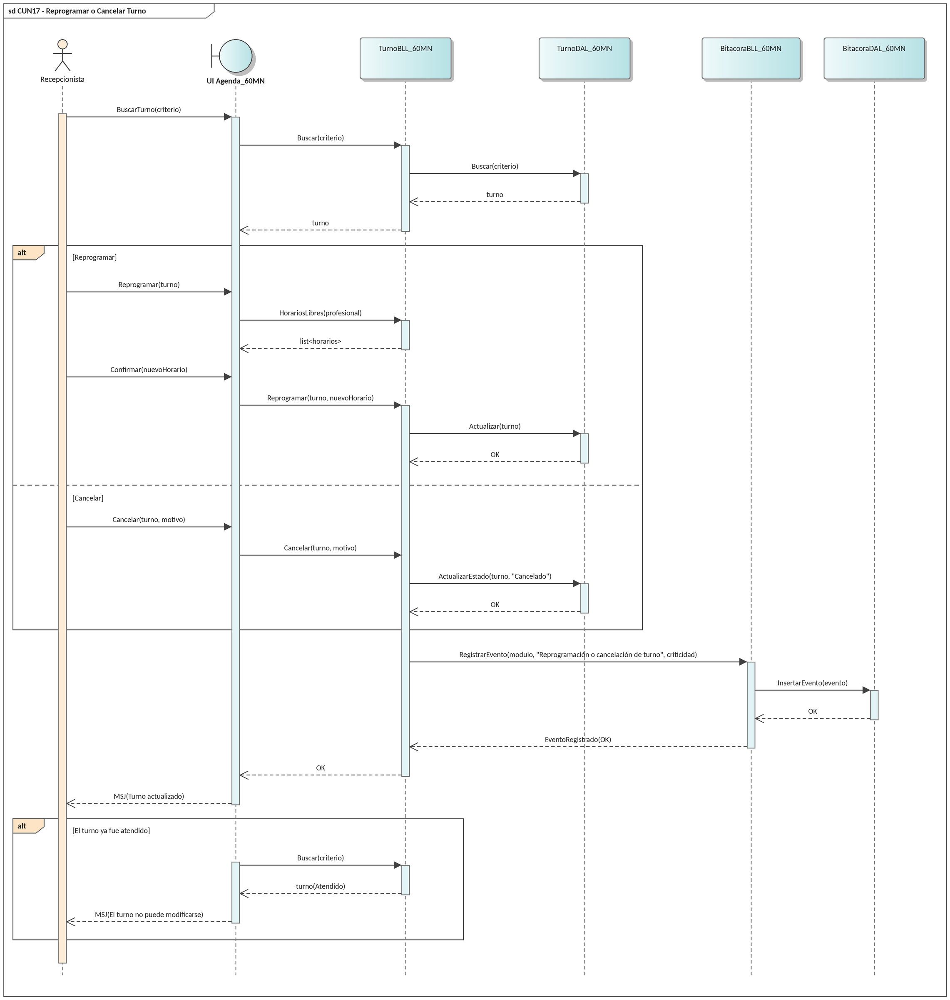 sd CUN17 - Reprogramar o Cancelar Turno
Recepcionista
UI Agenda_60MN
TurnoBLL_60MN
TurnoDAL_60MN
BitacoraBLL_60MN
BitacoraDAL_60MN
BuscarTurno(criterio)
Buscar(criterio)
Buscar(criterio)
turno
turno
alt
[Reprogramar]
Reprogramar(turno)
HorariosLibres(profesional)
list<horarios>
Confirmar(nuevoHorario)
Reprogramar(turno, nuevoHorario)
Actualizar(turno)
OK
[Cancelar]
Cancelar(turno, motivo)
Cancelar(turno, motivo)
ActualizarEstado(turno, "Cancelado")
OK
RegistrarEvento(modulo, "Reprogramación o cancelación de turno", criticidad)
InsertarEvento(evento)
OK
EventoRegistrado(OK)
OK
MSJ(Turno actualizado)
alt
[El turno ya fue atendido]
Buscar(criterio)
turno(Atendido)
MSJ(El turno no puede modificarse)